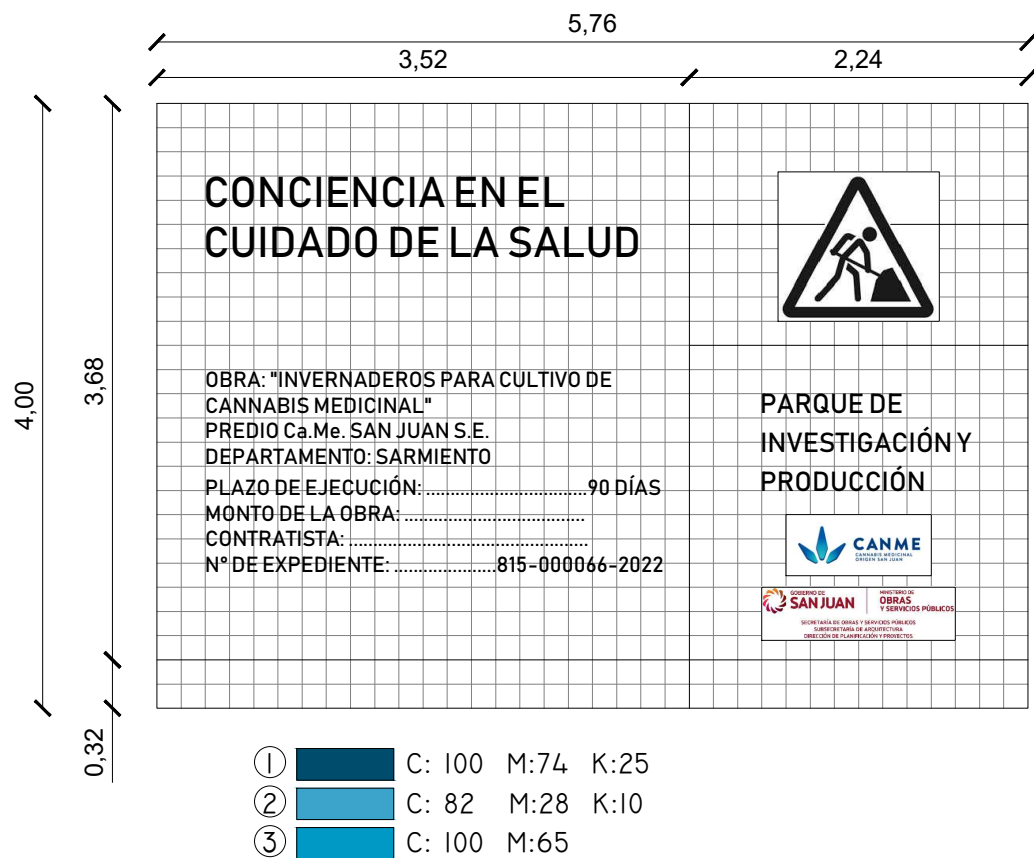 5,76
3,52
2,24
4,00
3,68
0,32
CONCIENCIA EN EL
CUIDADO DE LA SALUD
OBRA: "INVERNADEROS PARA CULTIVO DE
CANNABIS MEDICINAL"
PREDIO Ca.Me. SAN JUAN S.E.
DEPARTAMENTO: SARMIENTO
PLAZO DE EJECUCIÓN: .................................90 DÍAS
MONTO DE LA OBRA: .....................................
CONTRATISTA: .................................................
N° DE EXPEDIENTE: .....................815-000066-2022
PARQUE DE
INVESTIGACIÓN Y
PRODUCCIÓN
CANME
CANNABIS MEDICINAL
ORIGEN SAN JUAN
GOBIERNO DE
SAN JUAN
MINISTERIO DE
OBRAS
Y SERVICIOS PÚBLICOS
SECRETARÍA DE OBRAS Y SERVICIOS PÚBLICOS
SUBSECRETARÍA DE ARQUITECTURA
DIRECCIÓN DE PLANIFICACIÓN Y PROYECTOS
1 C: 100 M:74 K:25
2 C: 82 M:28 K:10
3 C: 100 M:65